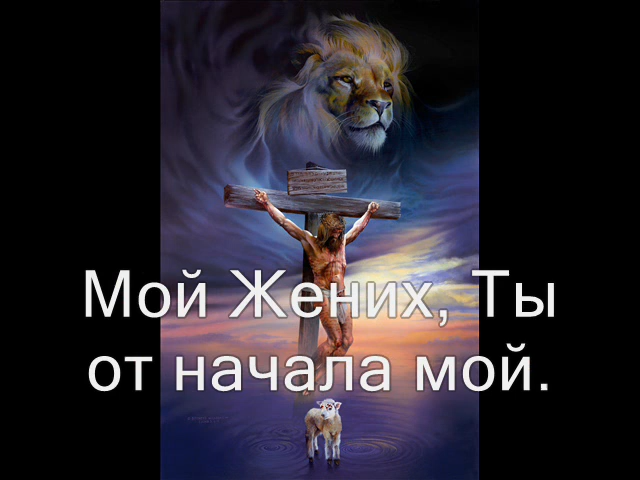 Мой Жених, Ты
от начала мой.